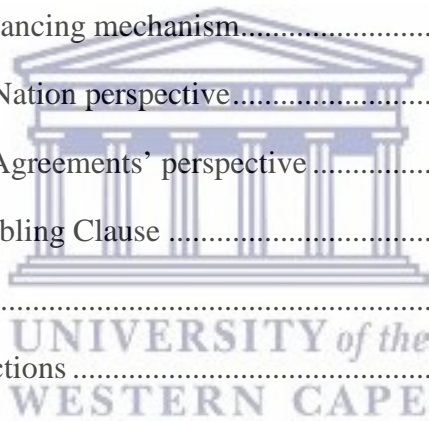 ancing mechanism..........................
Nation perspective..........................
Agreements’ perspective..................
bling Clause..................................
.......................................................
UNIVERSITY of the
ctions............................................
WESTERN CAPE